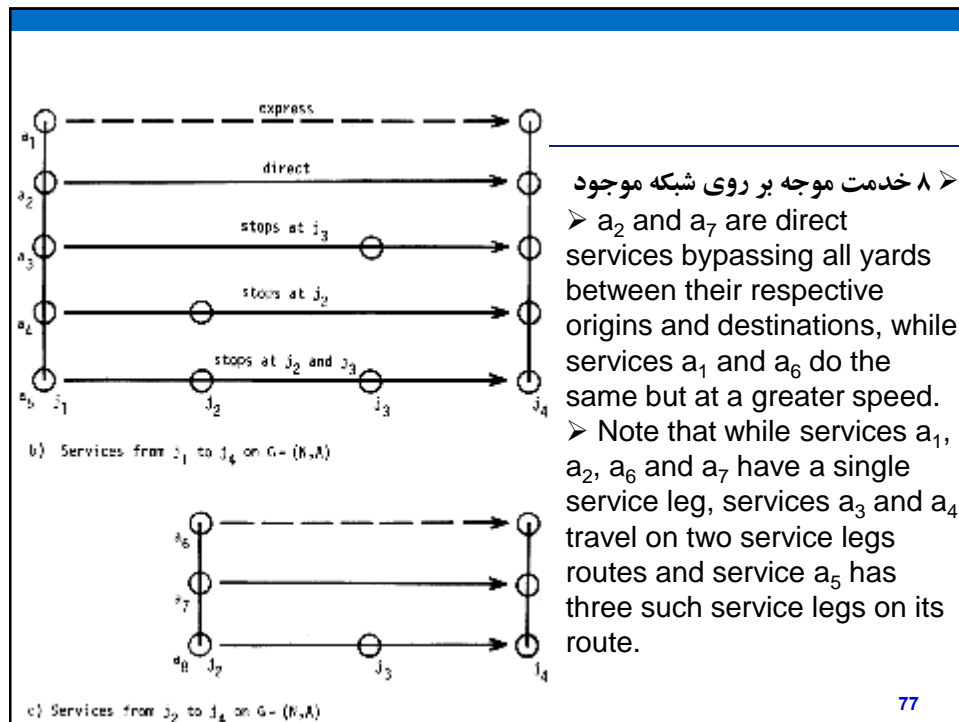 express
a1
direct
a2
stops at j3
a3
stops at j2
a4
stops at j2 and j3
a5 j1 j2 j3 j4
b) Services from j1 to j4 on G = (N,A)
a6
a7
a8 j2 j3 j4
c) Services from j2 to j4 on G = (N,A)
➢ ۸ خدمت موجه بر روی شبکه موجود
➢ a2 and a7 are direct
services bypassing all yards
between their respective
origins and destinations, while
services a1 and a6 do the
same but at a greater speed.
➢ Note that while services a1,
a2, a6 and a7 have a single
service leg, services a3 and a4
travel on two service legs
routes and service a5 has
three such service legs on its
route.
77